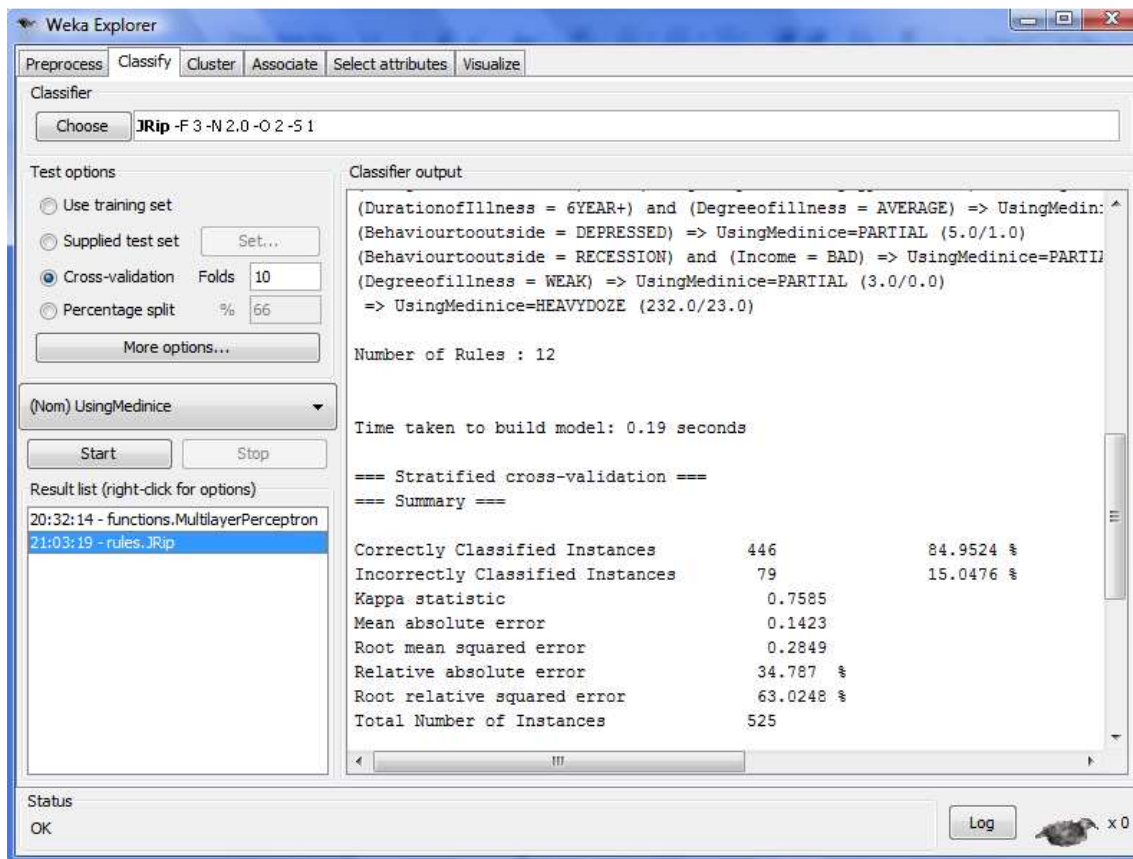 Weka Explorer
Preprocess Classify Cluster Associate Select attributes Visualize
Classifier
Choose JRip -F 3 -N 2.0 -O 2 -S 1
Test options
Use training set
Supplied test set Set...
Cross-validation Folds 10
Percentage split % 66
More options...
(Nom) UsingMedinice
Start Stop
Result list (right-click for options)
20:32:14 - functions.MultilayerPerceptron
21:03:19 - rules.JRip
Classifier output
(DurationofIllness = 6YEAR+) and (Degreeofillness = AVERAGE) => UsingMedin
(Behaviourtooutside = DEPRESSED) => UsingMedinice=PARTIAL (5.0/1.0)
(Behaviourtooutside = RECESSION) and (Income = BAD) => UsingMedinice=PARTI
(Degreeofillness = WEAK) => UsingMedinice=PARTIAL (3.0/0.0)
=> UsingMedinice=HEAVYDOZE (232.0/23.0)
Number of Rules : 12
Time taken to build model: 0.19 seconds
=== Stratified cross-validation ===
=== Summary ===
Correctly Classified Instances 446 84.9524 %
Incorrectly Classified Instances 79 15.0476 %
Kappa statistic 0.7585
Mean absolute error 0.1423
Root mean squared error 0.2849
Relative absolute error 34.787 %
Root relative squared error 63.0248 %
Total Number of Instances 525
Status
OK
Log
x 0